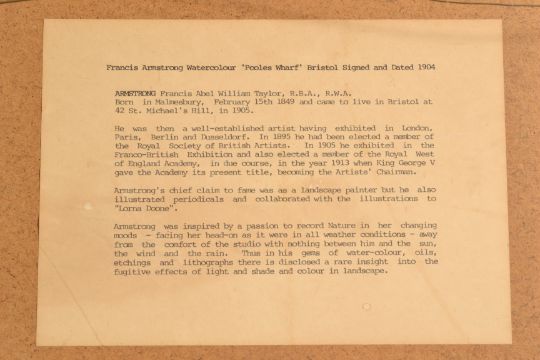 Francis Armstrong Watercolour 'Pooles Wharf' Bristol Signed and Dated 1904
ARMSTRONG Francis Abel William Taylor, R.B.A., R.W.A.
Born in Malmesbury, February 15th 1849 and came to live in Bristol at
42 St. Michael's Hill, in 1905.
He was then a well-established artist having exhibited in London,
Paris, Berlin and Dusseldorf. In 1895 he had been elected a member of
the Royal Society of British Artists. In 1905 he exhibited in the
Franco-British Exhibition and also elected a member of the Royal West
of England Academy, in due course, in the year 1913 when King George V
gave the Academy its present title, becoming the Artists' Chairman.
Armstrong's chief claim to fame was as a landscape painter but he also
illustrated periodicals and collaborated with the illustrations to
"Lorna Doone".
Armstrong was inspired by a passion to record Nature in her changing
moods - facing her head-on as it were in all weather conditions - away
from the comfort of the studio with nothing between him and the sun,
the wind and the rain. Thus in his gems of water-colour, oils,
etchings and lithographs there is disclosed a rare insight into the
fugitive effects of light and shade and colour in landscape.